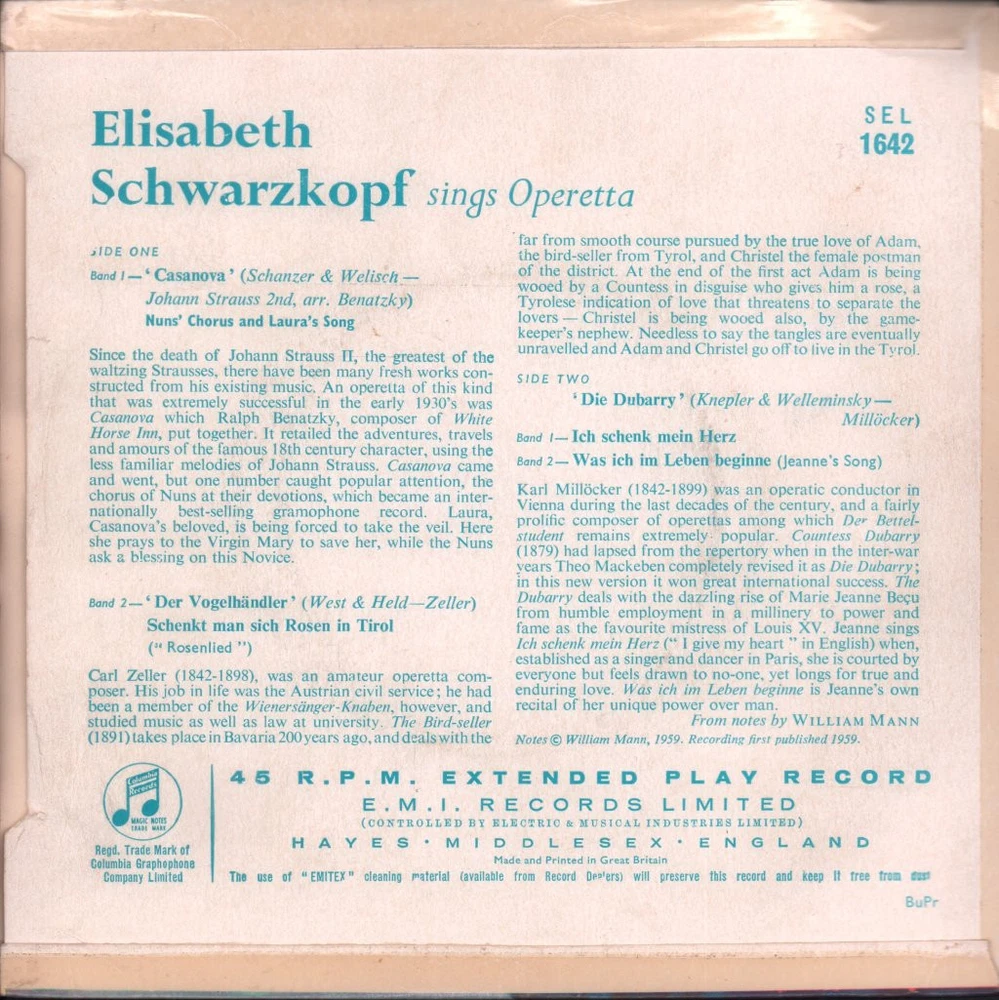 Elisabeth
Schwarzkopf sings Operetta
SEL
1642
SIDE ONE
Band 1 — ‘ Casanova ’ (Schanzer & Welisch —
Johann Strauss 2nd, arr. Benatzky)
Nuns' Chorus and Laura's Song
Since the death of Johann Strauss II, the greatest of the
waltzing Strausses, there have been many fresh works con-
structed from his existing music. An operetta of this kind
that was extremely successful in the early 1930's was
Casanova which Ralph Benatzky, composer of White
Horse Inn, put together. It retailed the adventures, travels
and amours of the famous 18th century character, using the
less familiar melodies of Johann Strauss. Casanova came
and went, but one number caught popular attention, the
chorus of Nuns at their devotions, which became an inter-
nationally best-selling gramophone record. Laura,
Casanova's beloved, is being forced to take the veil. Here
she prays to the Virgin Mary to save her, while the Nuns
ask a blessing on this Novice.
Band 2 — ‘ Der Vogelhändler ’ (West & Held—Zeller)
Schenkt man sich Rosen in Tirol
(“ Rosenlied ”)
Carl Zeller (1842-1898), was an amateur operetta com-
poser. His job in life was the Austrian civil service; he had
been a member of the Wienersänger-Knaben, however, and
studied music as well as law at university. The Bird-seller
(1891) takes place in Bavaria 200 years ago, and deals with the
far from smooth course pursued by the true love of Adam,
the bird-seller from Tyrol, and Christel the female postman
of the district. At the end of the first act Adam is being
wooed by a Countess in disguise who gives him a rose, a
Tyrolese indication of love that threatens to separate the
lovers — Christel is being wooed also, by the game-
keeper's nephew. Needless to say the tangles are eventually
unravelled and Adam and Christel go off to live in the Tyrol.
SIDE TWO
‘ Die Dubarry ’ (Knepler & Welleminsky —
Millöcker)
Band 1— Ich schenk mein Herz
Band 2— Was ich im Leben beginne (Jeanne's Song)
Karl Millöcker (1842-1899) was an operatic conductor in
Vienna during the last decades of the century, and a fairly
prolific composer of operettas among which Der Bettel-
student remains extremely popular. Countess Dubarry
(1879) had lapsed from the repertory when in the inter-war
years Theo Mackeben completely revised it as Die Dubarry;
in this new version it won great international success. The
Dubarry deals with the dazzling rise of Marie Jeanne Beçu
from humble employment in a millinery to power and
fame as the favourite mistress of Louis XV. Jeanne sings
Ich schenk mein Herz (“ I give my heart ” in English) when,
established as a singer and dancer in Paris, she is courted by
everyone but feels drawn to no-one, yet longs for true and
enduring love. Was ich im Leben beginne is Jeanne's own
recital of her unique power over man.
From notes by WILLIAM MANN
Notes © William Mann, 1959. Recording first published 1959.
Columbia
Records
MAGIC NOTES
TRADE MARK
Regd. Trade Mark of
Columbia Graphophone
Company Limited
45 R.P.M. EXTENDED PLAY RECORD
E.M.I. RECORDS LIMITED
(CONTROLLED BY ELECTRIC & MUSICAL INDUSTRIES LIMITED)
HAYES · MIDDLESEX · ENGLAND
Made and Printed in Great Britain
The use of “EMITEX” cleaning material (available from Record Dealers) will preserve this record and keep it free from dust
BuPr